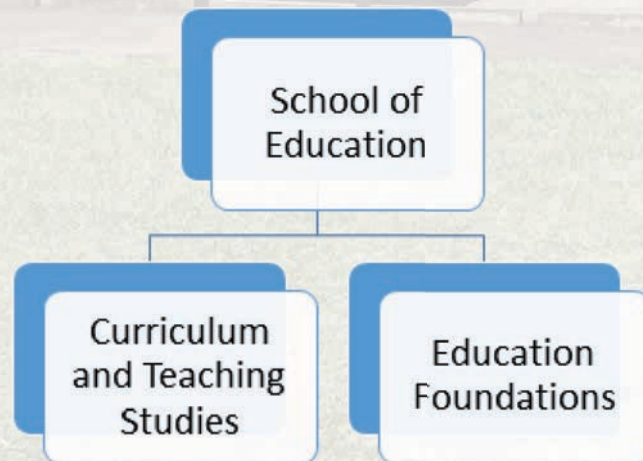 School of
Education
Curriculum
and Teaching
Studies
Education
Foundations